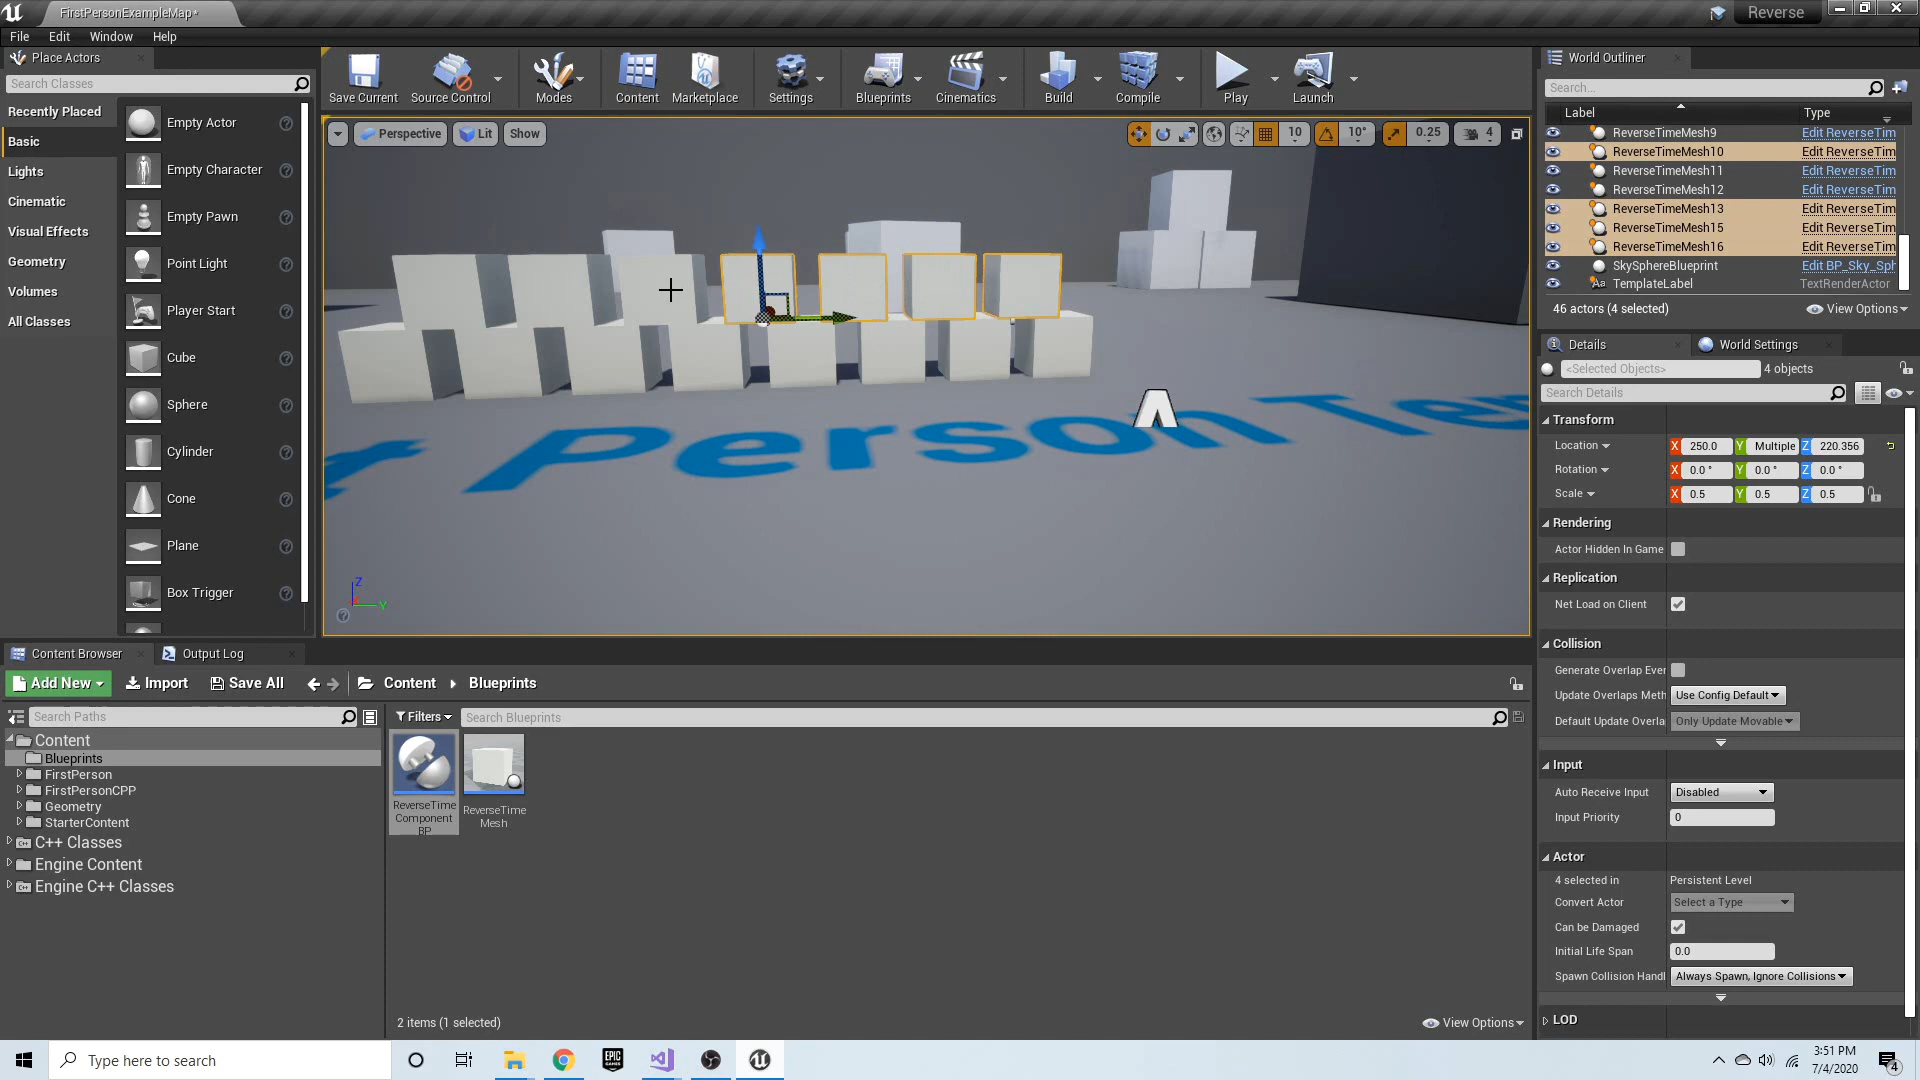 FirstPersonExampleMap*
Reverse
File Edit Window Help
Place Actors
Search Classes
Recently Placed
Basic
Lights
Cinematic
Visual Effects
Geometry
Volumes
All Classes
Empty Actor
Empty Character
Empty Pawn
Point Light
Player Start
Cube
Sphere
Cylinder
Cone
Plane
Box Trigger
Save Current
Source Control
Modes
Content
Marketplace
Settings
Blueprints
Cinematics
Build
Compile
Play
Launch
Perspective Lit Show
10 10° 0.25 4
Person Te
Z
Y
World Outliner
Search...
Label Type
ReverseTimeMesh9 Edit ReverseTim
ReverseTimeMesh10 Edit ReverseTim
ReverseTimeMesh11 Edit ReverseTim
ReverseTimeMesh12 Edit ReverseTim
ReverseTimeMesh13 Edit ReverseTim
ReverseTimeMesh15 Edit ReverseTim
ReverseTimeMesh16 Edit ReverseTim
SkySphereBlueprint Edit BP_Sky_Sph
TemplateLabel TextRenderActor
46 actors (4 selected) View Options
Details World Settings
<Selected Objects> 4 objects
Search Details
Transform
Location X 250.0 Y Multiple Z 220.356
Rotation X 0.0 ° Y 0.0 ° Z 0.0 °
Scale X 0.5 Y 0.5 Z 0.5
Rendering
Actor Hidden In Game
Replication
Net Load on Client
Collision
Generate Overlap Ever
Update Overlaps Meth Use Config Default
Default Update Overla Only Update Movable
Input
Auto Receive Input Disabled
Input Priority 0
Actor
4 selected in Persistent Level
Convert Actor Select a Type
Can be Damaged
Initial Life Span 0.0
Spawn Collision Handl Always Spawn, Ignore Collisions
LOD
Content Browser Output Log
Add New Import Save All Content Blueprints
Search Paths
Filters Search Blueprints
Content
Blueprints
FirstPerson
FirstPersonCPP
Geometry
StarterContent
C++ Classes
Engine Content
Engine C++ Classes
ReverseTime
Component
BP
ReverseTime
Mesh
2 items (1 selected) View Options
Type here to search
EPIC GAMES
3:51 PM
7/4/2020
4